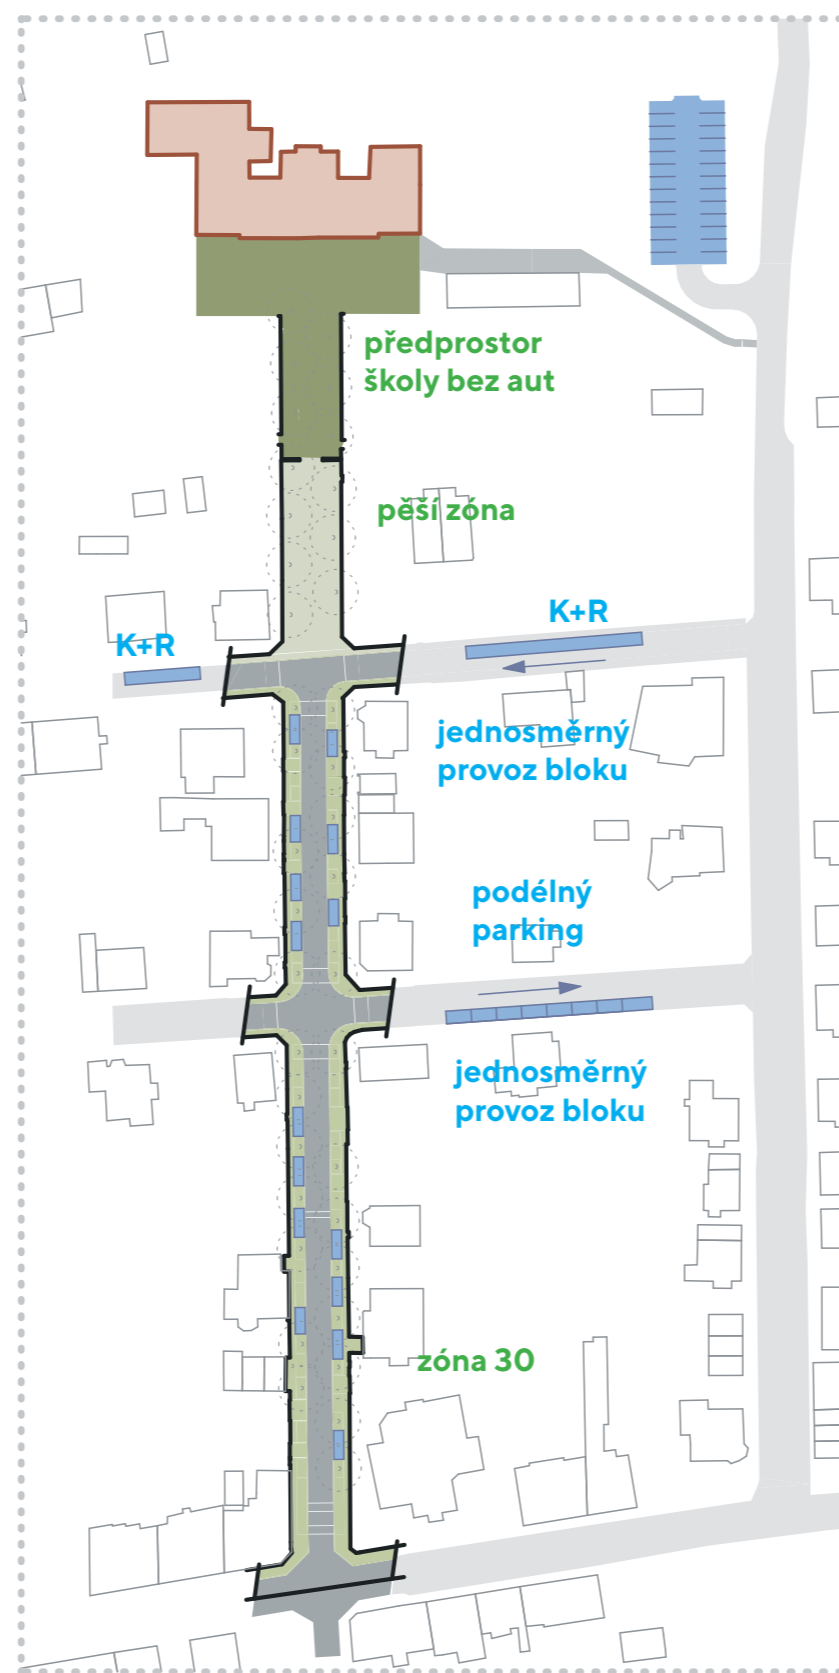 předprostor
školy bez aut
pěší zóna
K+R
K+R
jednosměrný
provoz bloku
podélný
parking
jednosměrný
provoz bloku
zóna 30